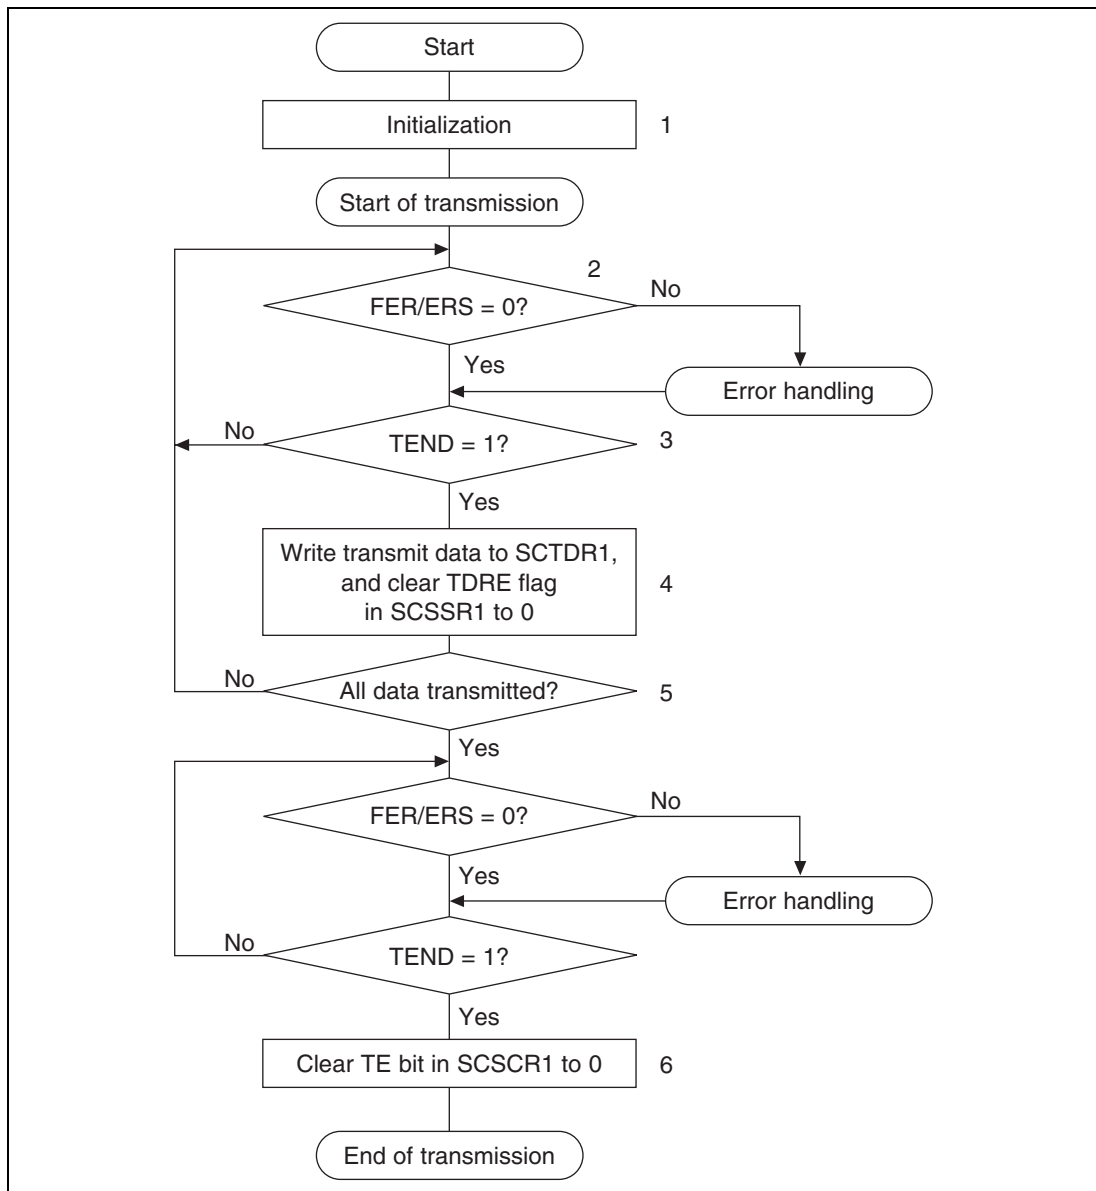 Start
Initialization
1
Start of transmission
2
FER/ERS = 0?
No
Yes
Error handling
No
TEND = 1?
3
Yes
Write transmit data to SCTDR1,
and clear TDRE flag
in SCSSR1 to 0
4
No
All data transmitted?
5
Yes
FER/ERS = 0?
No
Yes
Error handling
No
TEND = 1?
Yes
Clear TE bit in SCSCR1 to 0
6
End of transmission